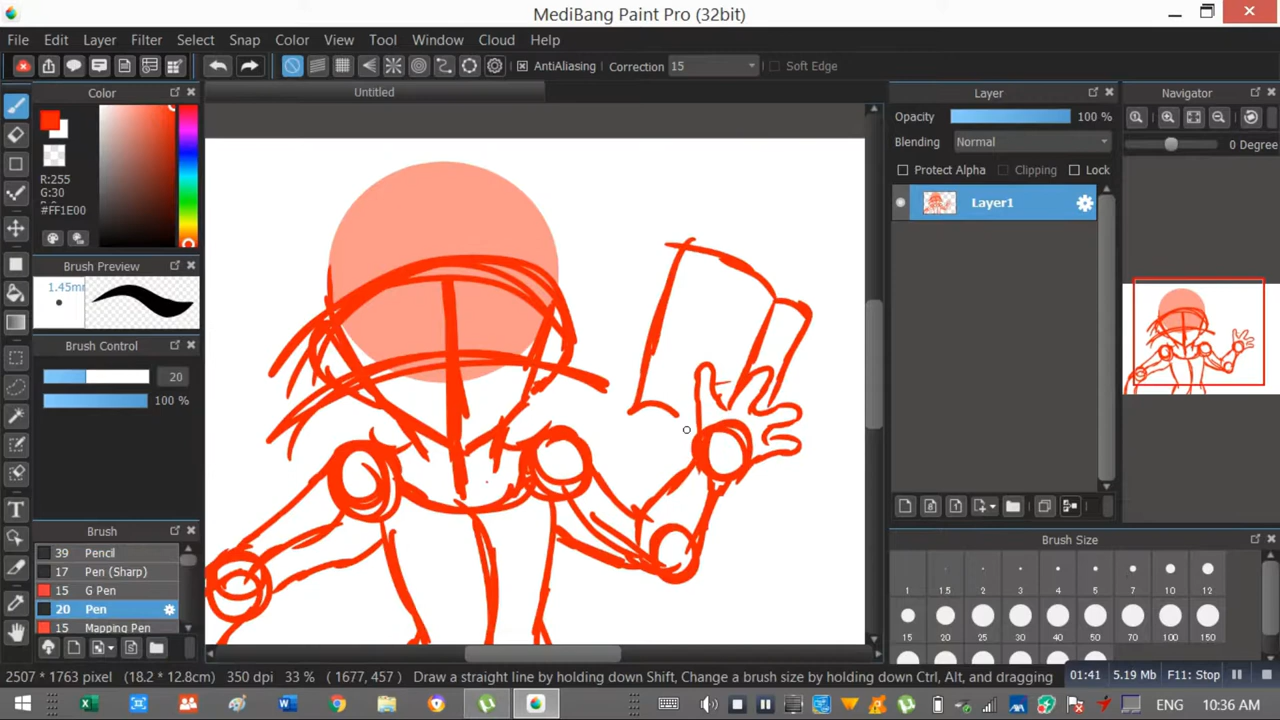 MediBang Paint Pro (32bit)
File Edit Layer Filter Select Snap Color View Tool Window Cloud Help
AntiAliasing Correction 15 Soft Edge
Color
Untitled
Layer
Navigator
Opacity 100 %
Blending Normal
0 Degree
Protect Alpha Clipping Lock
R:255
G:30
#FF1E00
Layer1
Brush Preview
1.45mm
Brush Control
20
100 %
Brush
39 Pencil
17 Pen (Sharp)
15 G Pen
20 Pen
15 Mapping Pen
Brush Size
1 1.5 2 3 4 5 7 10 12
15 20 25 30 40 50 70 100 150
2507 * 1763 pixel (18.2 * 12.8cm) 350 dpi 33 % (1677, 457) Draw a straight line by holding down Shift, Change a brush size by holding down Ctrl, Alt, and dragging
01:41 5.19 Mb F11: Stop
ENG 10:36 AM